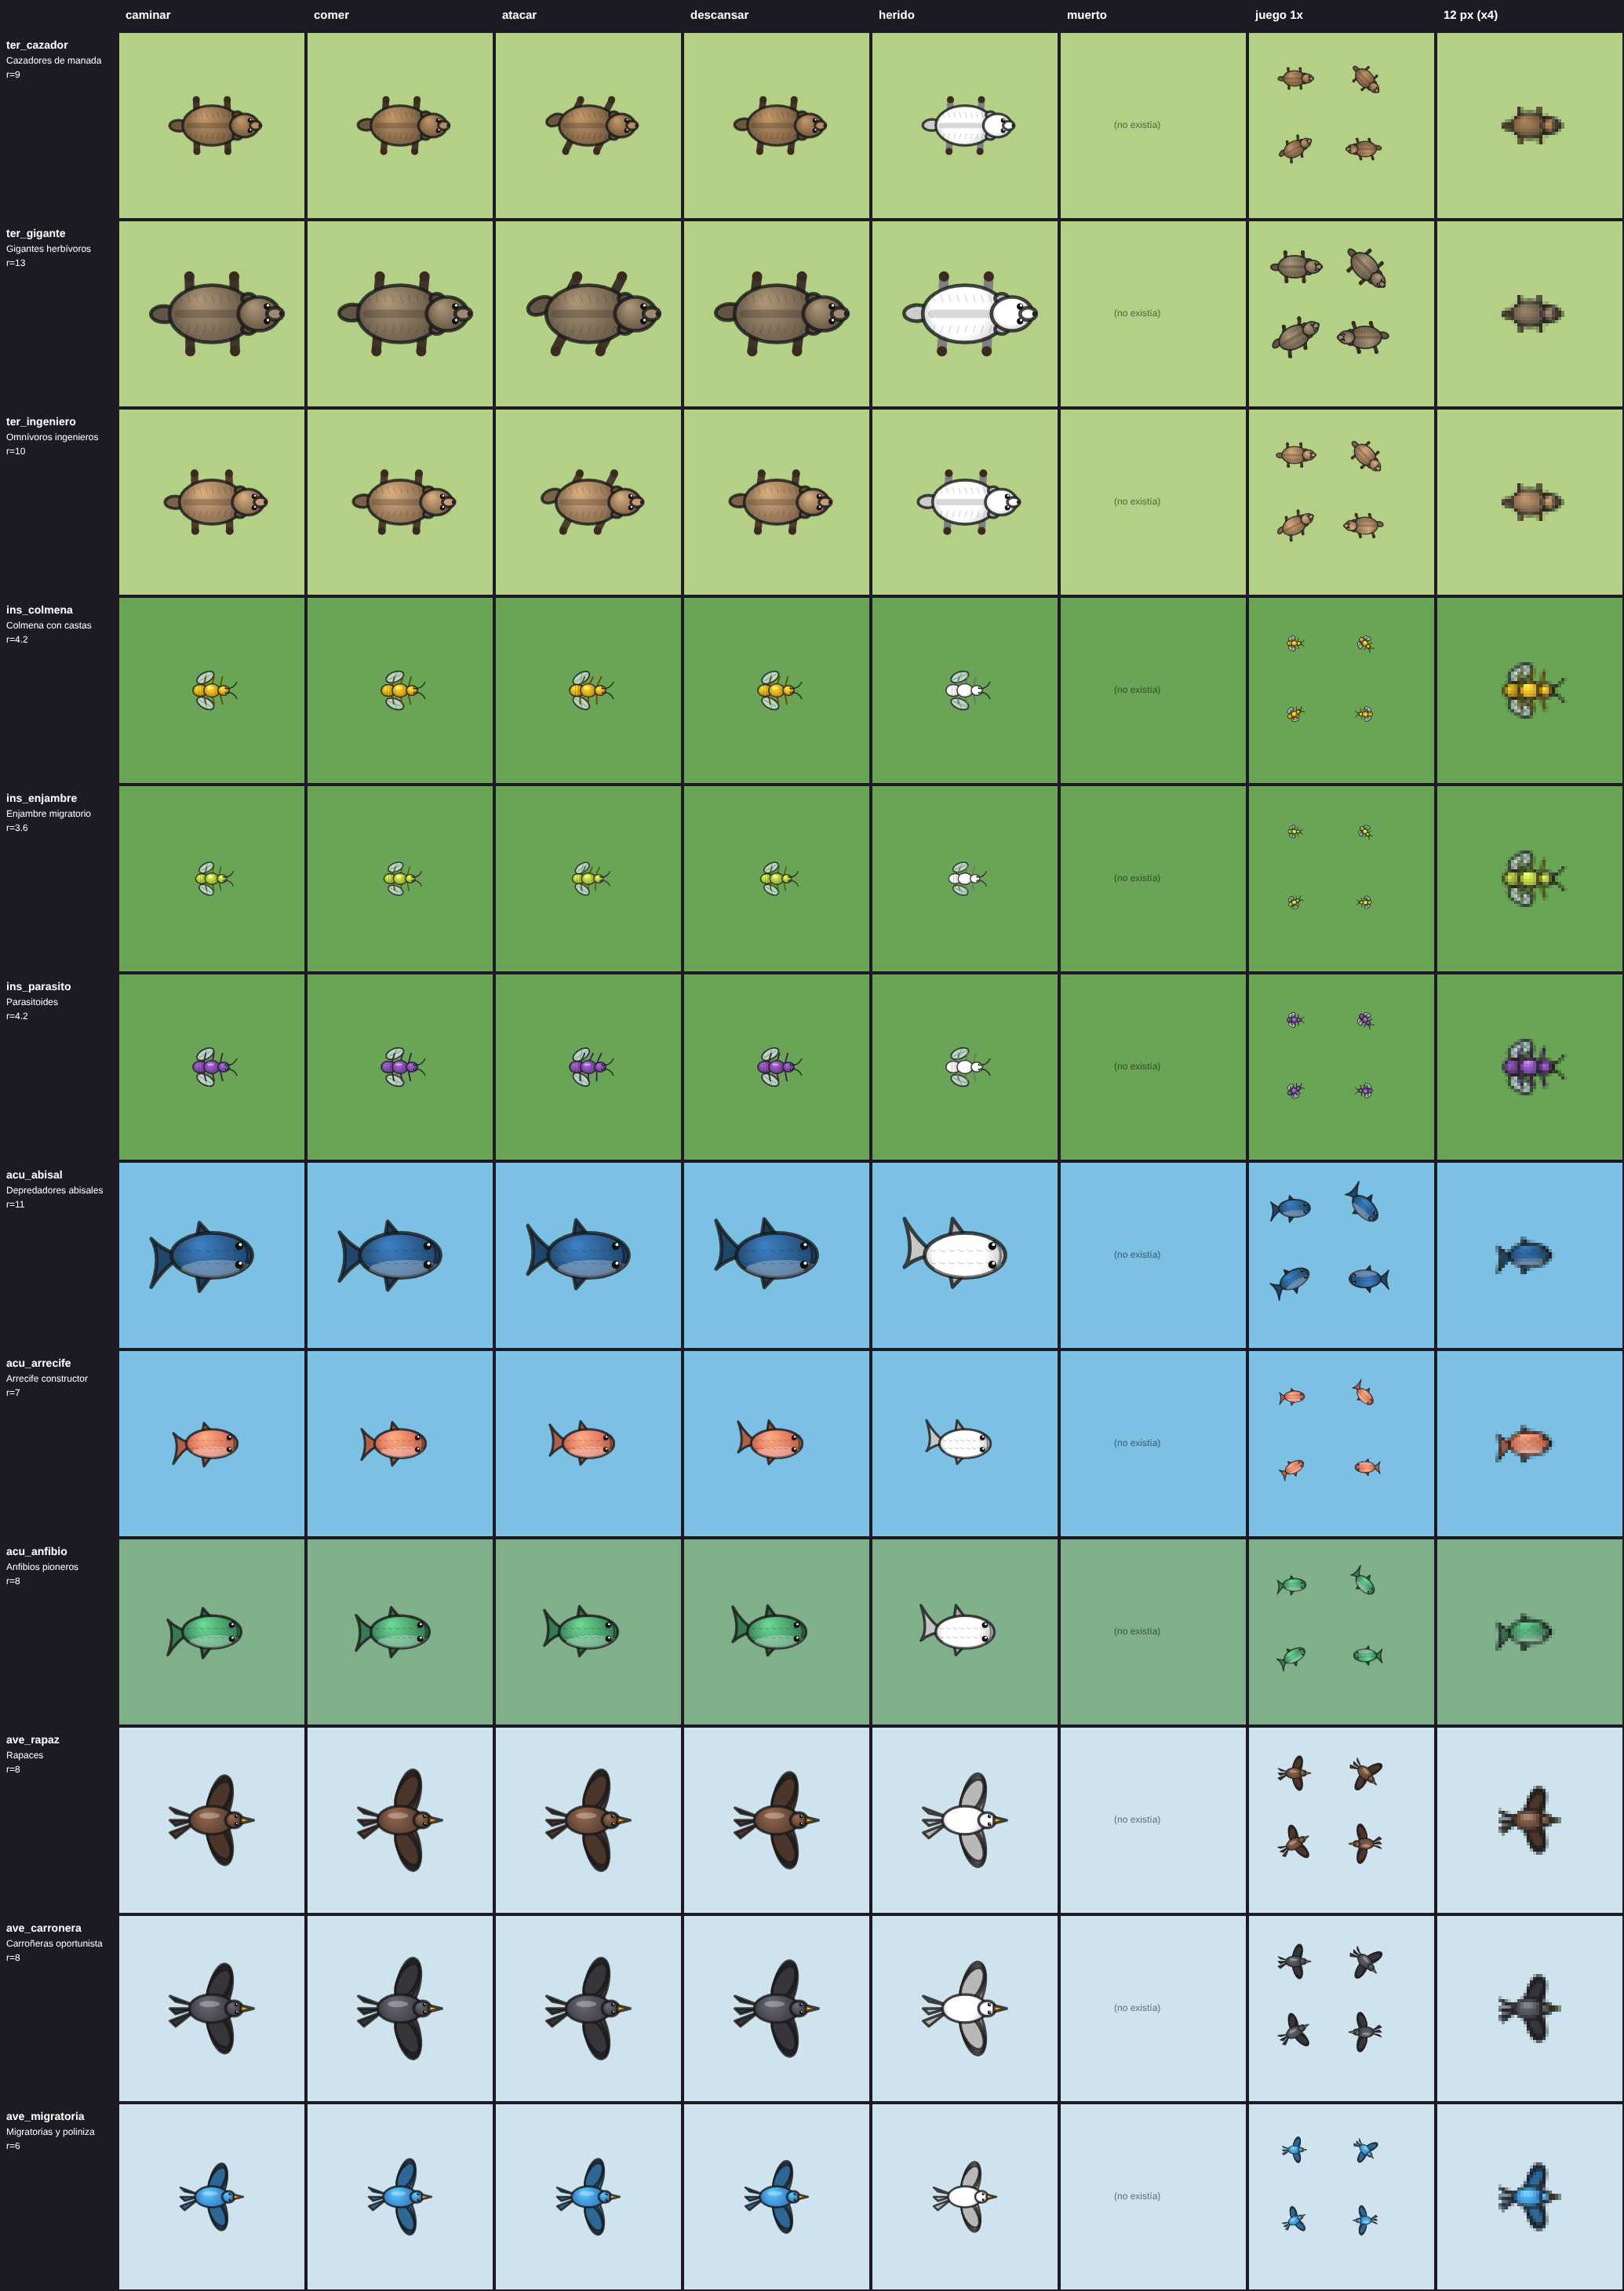 caminar comer atacar descansar herido muerto juego 1x 12 px (x4)
ter_cazador
Cazadores de manada
r=9
(no existía)
ter_gigante
Gigantes herbívoros
r=13
(no existía)
ter_ingeniero
Omnívoros ingenieros
r=10
(no existía)
ins_colmena
Colmena con castas
r=4.2
(no existía)
ins_enjambre
Enjambre migratorio
r=3.6
(no existía)
ins_parasito
Parasitoides
r=4.2
(no existía)
acu_abisal
Depredadores abisales
r=11
(no existía)
acu_arrecife
Arrecife constructor
r=7
(no existía)
acu_anfibio
Anfibios pioneros
r=8
(no existía)
ave_rapaz
Rapaces
r=8
(no existía)
ave_carronera
Carroñeras oportunista
r=8
(no existía)
ave_migratoria
Migratorias y poliniza
r=6
(no existía)